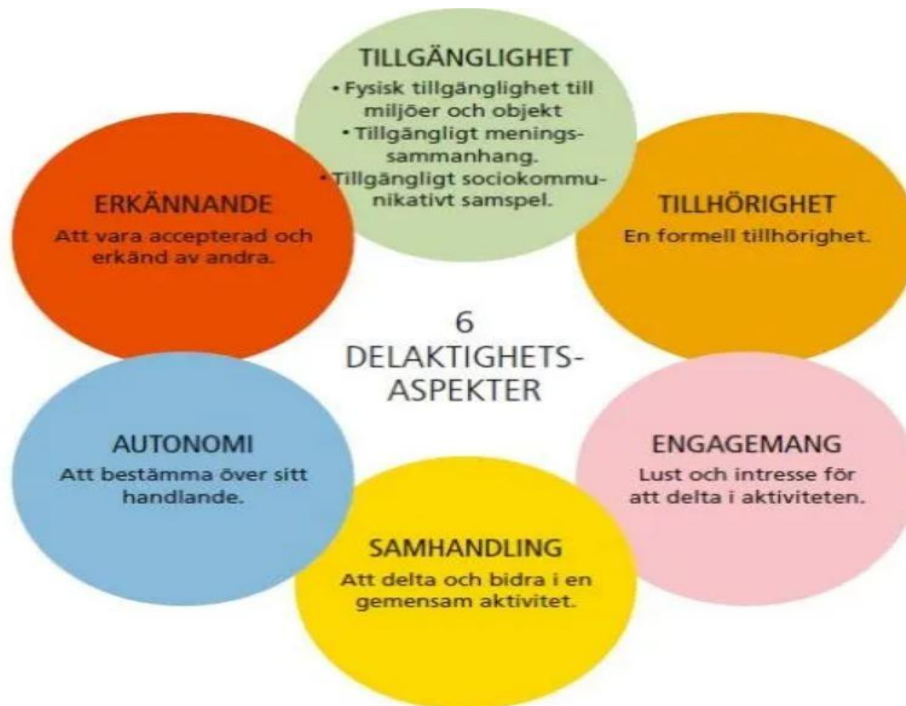 TILLGÄNGLIGHET
• Fysisk tillgänglighet till
miljöer och objekt
• Tillgängligt menings-
sammanhang.
• Tillgängligt sociokommu-
nikativt samspel.
ERKÄNNANDE
Att vara accepterad och
erkänd av andra.
TILLHÖRIGHET
En formell tillhörighet.
6
DELAKTIGHETS-
ASPEKTER
AUTONOMI
Att bestämma över sitt
handlande.
ENGAGEMANG
Lust och intresse för
att delta i aktiviteten.
SAMHANDLING
Att delta och bidra i en
gemensam aktivitet.